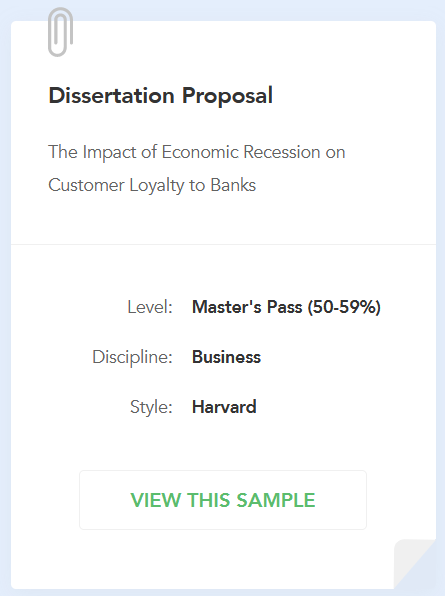 Dissertation Proposal
The Impact of Economic Recession on
Customer Loyalty to Banks
Level: Master's Pass (50-59%)
Discipline: Business
Style: Harvard
VIEW THIS SAMPLE